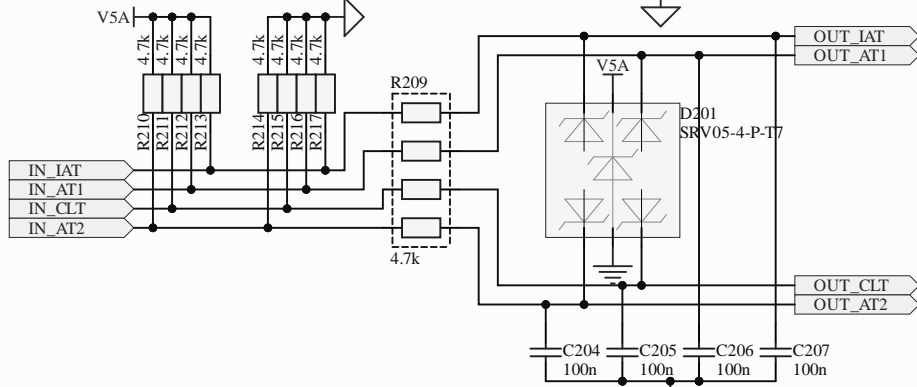 V5A
4.7k
4.7k
4.7k
4.7k
4.7k
4.7k
4.7k
4.7k
R210
R211
R212
R213
R214
R215
R216
R217
IN_IAT
IN_AT1
IN_CLT
IN_AT2
R209
4.7k
V5A
D201
SRV05-4-P-T7
OUT_IAT
OUT_AT1
OUT_CLT
OUT_AT2
C204
100n
C205
100n
C206
100n
C207
100n